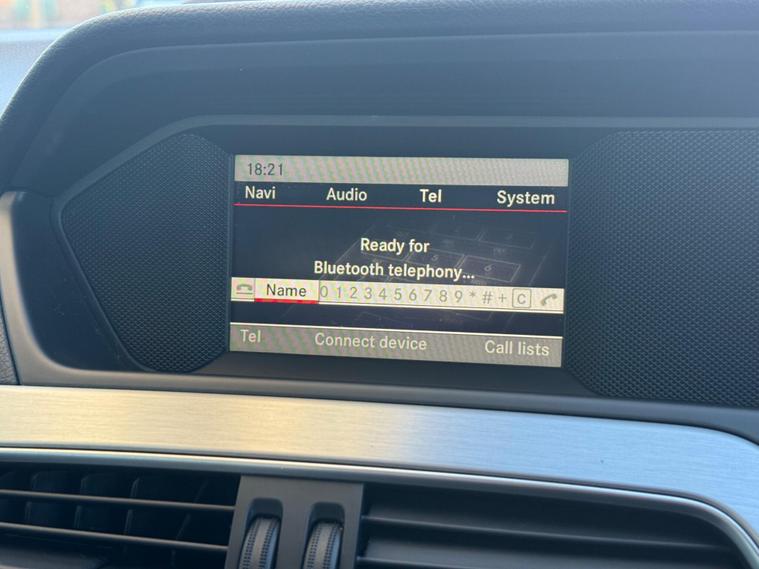 18:21
Navi Audio Tel System
Ready for
Bluetooth telephony...
Name 0 1 2 3 4 5 6 7 8 9 * # + C
Tel Connect device Call lists